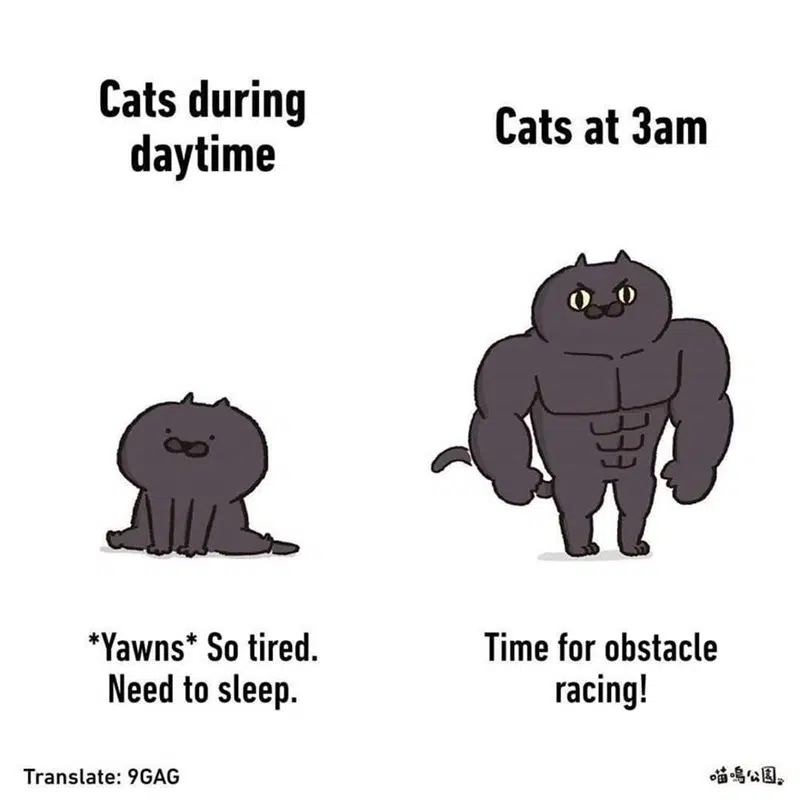 Cats during
daytime
Cats at 3am
*Yawns* So tired.
Need to sleep.
Time for obstacle
racing!
Translate: 9GAG
喵鳴公園